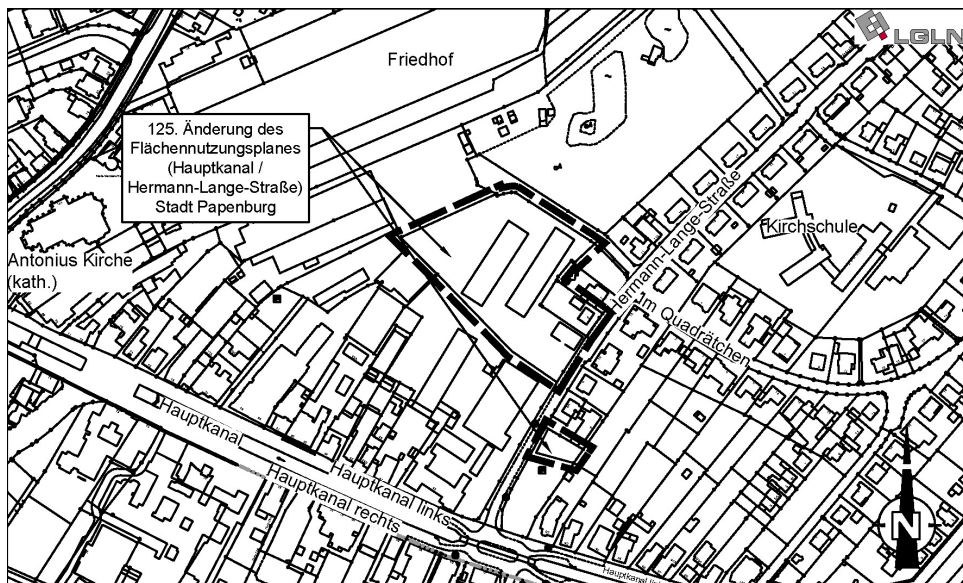 LGLN
Friedhof
125. Änderung des
Flächennutzungsplanes
(Hauptkanal /
Hermann-Lange-Straße)
Stadt Papenburg
Antonius Kirche
(kath.)
Kirchschule
Hermann-Lange-Straße
Im Quadrätchen
Hauptkanal
Hauptkanal links
Hauptkanal rechts
N